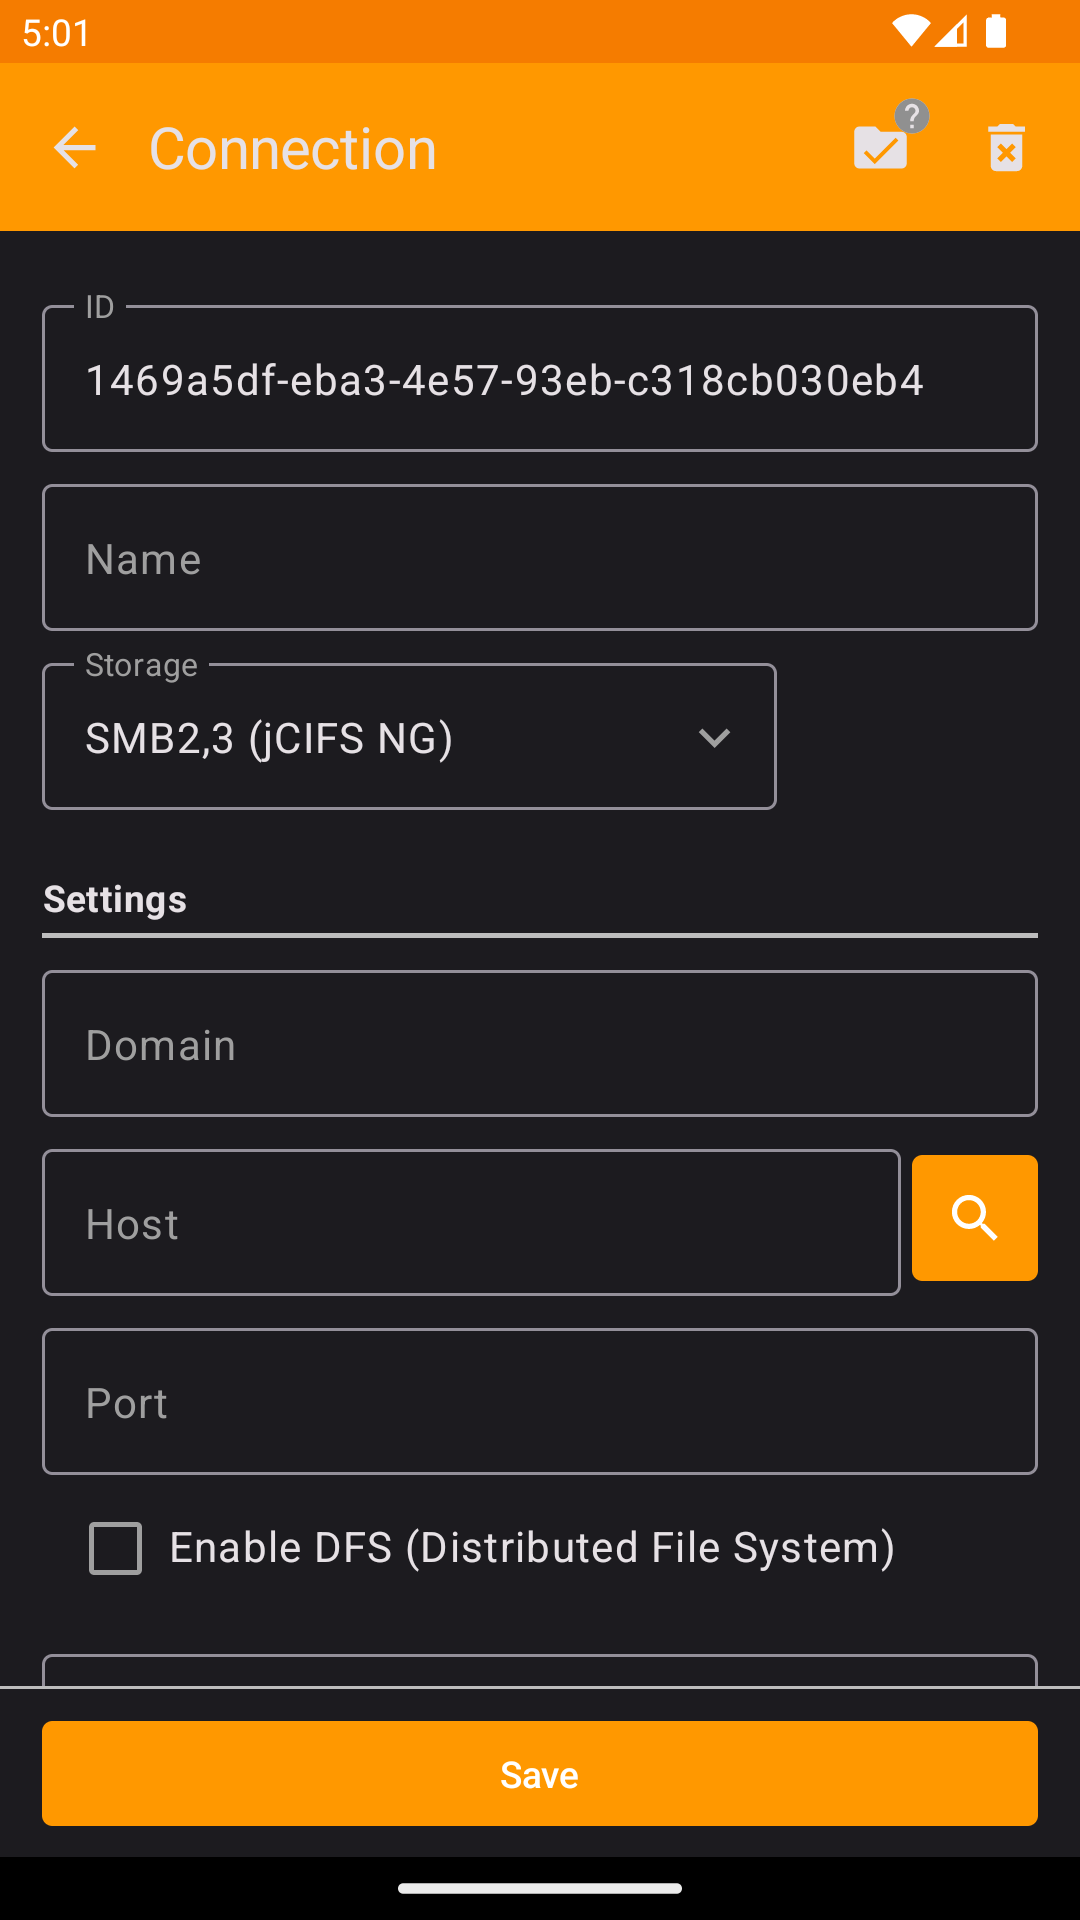 5:01
Connection
?
ID
1469a5df-eba3-4e57-93eb-c318cb030eb4
Name
Storage
SMB2,3 (jCIFS NG)
Settings
Domain
Host
Port
Enable DFS (Distributed File System)
Save